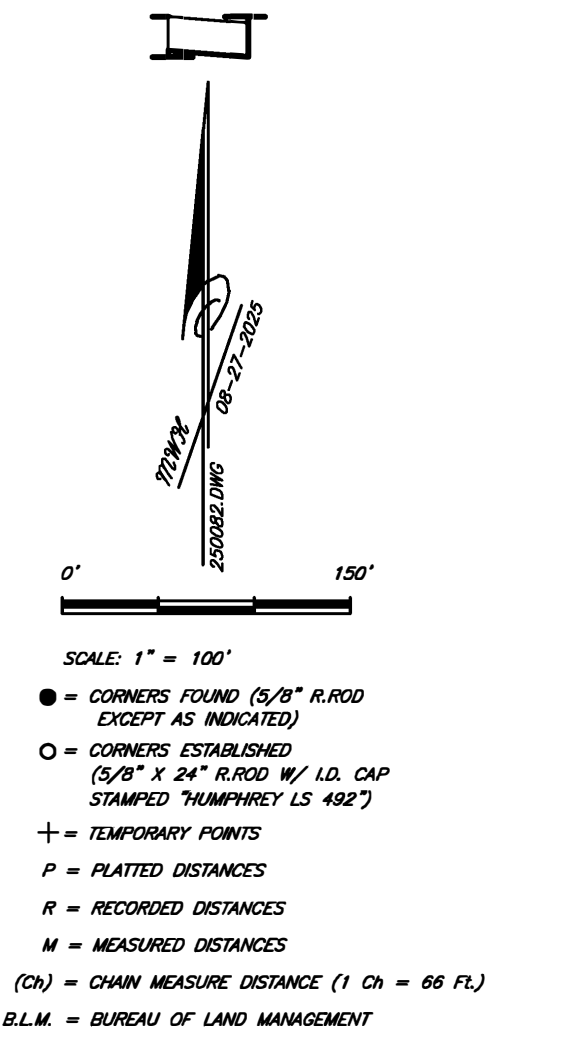 N
08-27-2025
MWH
250082.DWG
0' 150'
SCALE: 1" = 100'
= CORNERS FOUND (5/8" R.ROD
EXCEPT AS INDICATED)
= CORNERS ESTABLISHED
(5/8" X 24" R.ROD W/ I.D. CAP
STAMPED "HUMPHREY LS 492")
= TEMPORARY POINTS
P = PLATTED DISTANCES
R = RECORDED DISTANCES
M = MEASURED DISTANCES
(Ch) = CHAIN MEASURE DISTANCE (1 Ch = 66 Ft.)
B.L.M. = BUREAU OF LAND MANAGEMENT